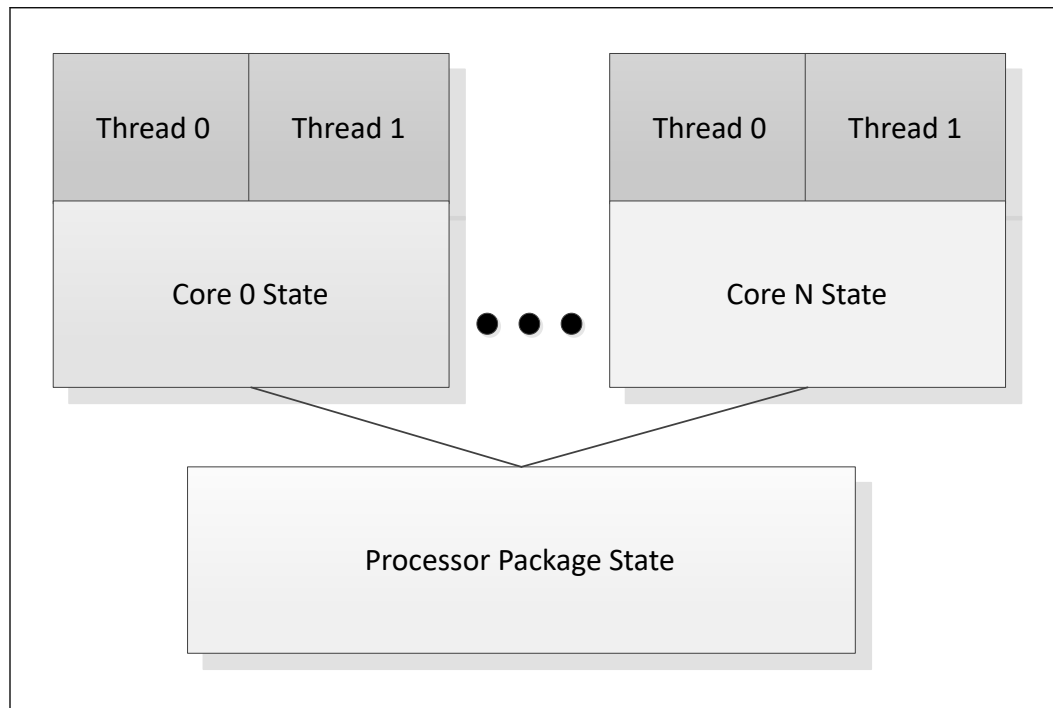 Thread 0
Thread 1
Thread 0
Thread 1
Core 0 State
Core N State
Processor Package State